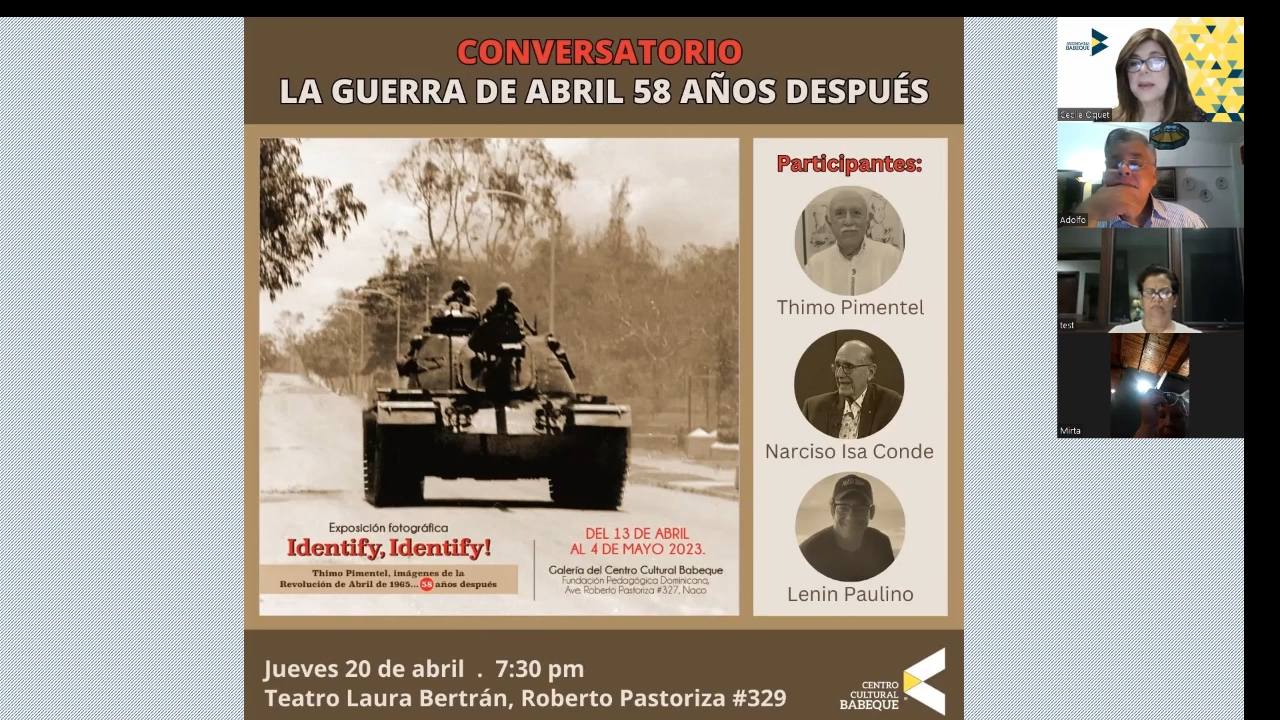 CONVERSATORIO
LA GUERRA DE ABRIL 58 AÑOS DESPUÉS
Participantes:
Thimo Pimentel
Narciso Isa Conde
Lenin Paulino
Exposición fotográfica
Identify, Identify!
Thimo Pimentel, imágenes de la
Revolución de Abril de 1965... 58 años después
DEL 13 DE ABRIL
AL 4 DE MAYO 2023.
Galería del Centro Cultural Babeque
Fundación Pedagógica Dominicana,
Ave. Roberto Pastoriza #327, Naco
Jueves 20 de abril . 7:30 pm
Teatro Laura Bertrán, Roberto Pastoriza #329
CENTRO
CULTURAL
BABEQUE
SECUNDARIA
BABEQUE
Adolfo
test
Mirta